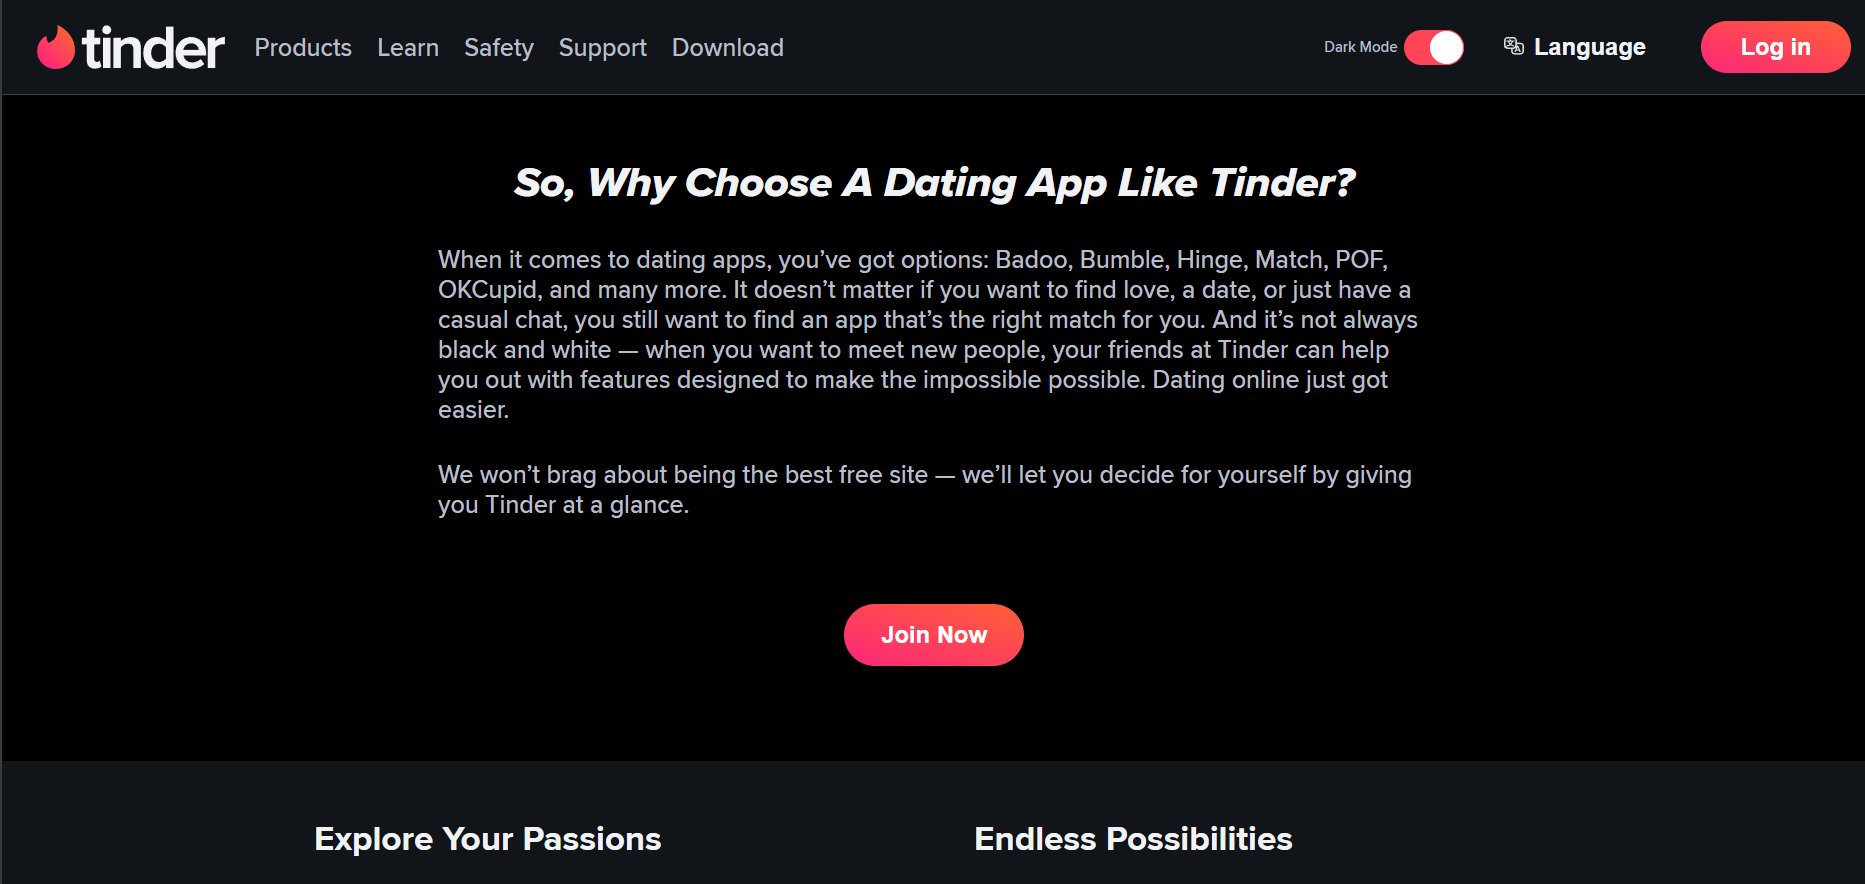 tinder
Products
Learn
Safety
Support
Download
Dark Mode
Language
Log in
So, Why Choose A Dating App Like Tinder?
When it comes to dating apps, you’ve got options: Badoo, Bumble, Hinge, Match, POF,
OKCupid, and many more. It doesn’t matter if you want to find love, a date, or just have a
casual chat, you still want to find an app that’s the right match for you. And it’s not always
black and white — when you want to meet new people, your friends at Tinder can help
you out with features designed to make the impossible possible. Dating online just got
easier.
We won’t brag about being the best free site — we’ll let you decide for yourself by giving
you Tinder at a glance.
Join Now
Explore Your Passions
Endless Possibilities